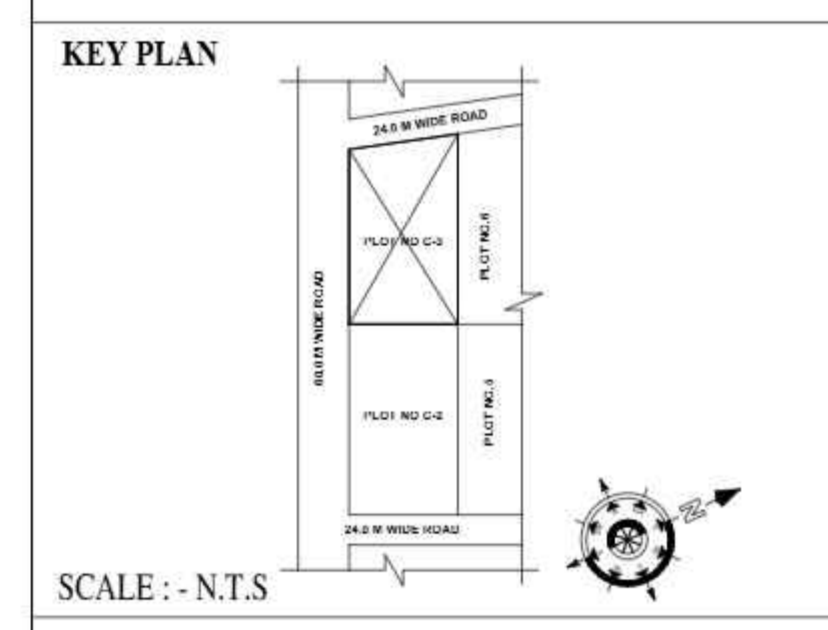 KEY PLAN
24.0 M WIDE ROAD
PLOT NO C-3
PLOT NO.6
60.0 M WIDE ROAD
PLOT NO C-2
PLOT NO.5
24.0 M WIDE ROAD
N
SCALE : - N.T.S